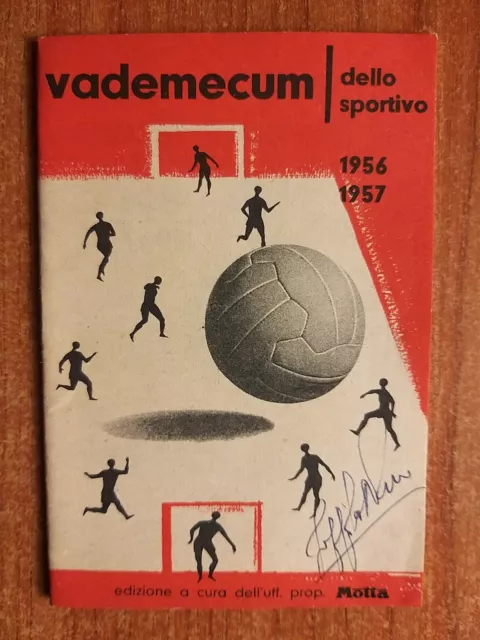 vademecum
dello
sportivo
1956
1957
edizione a cura dell'uff. prop. Motta